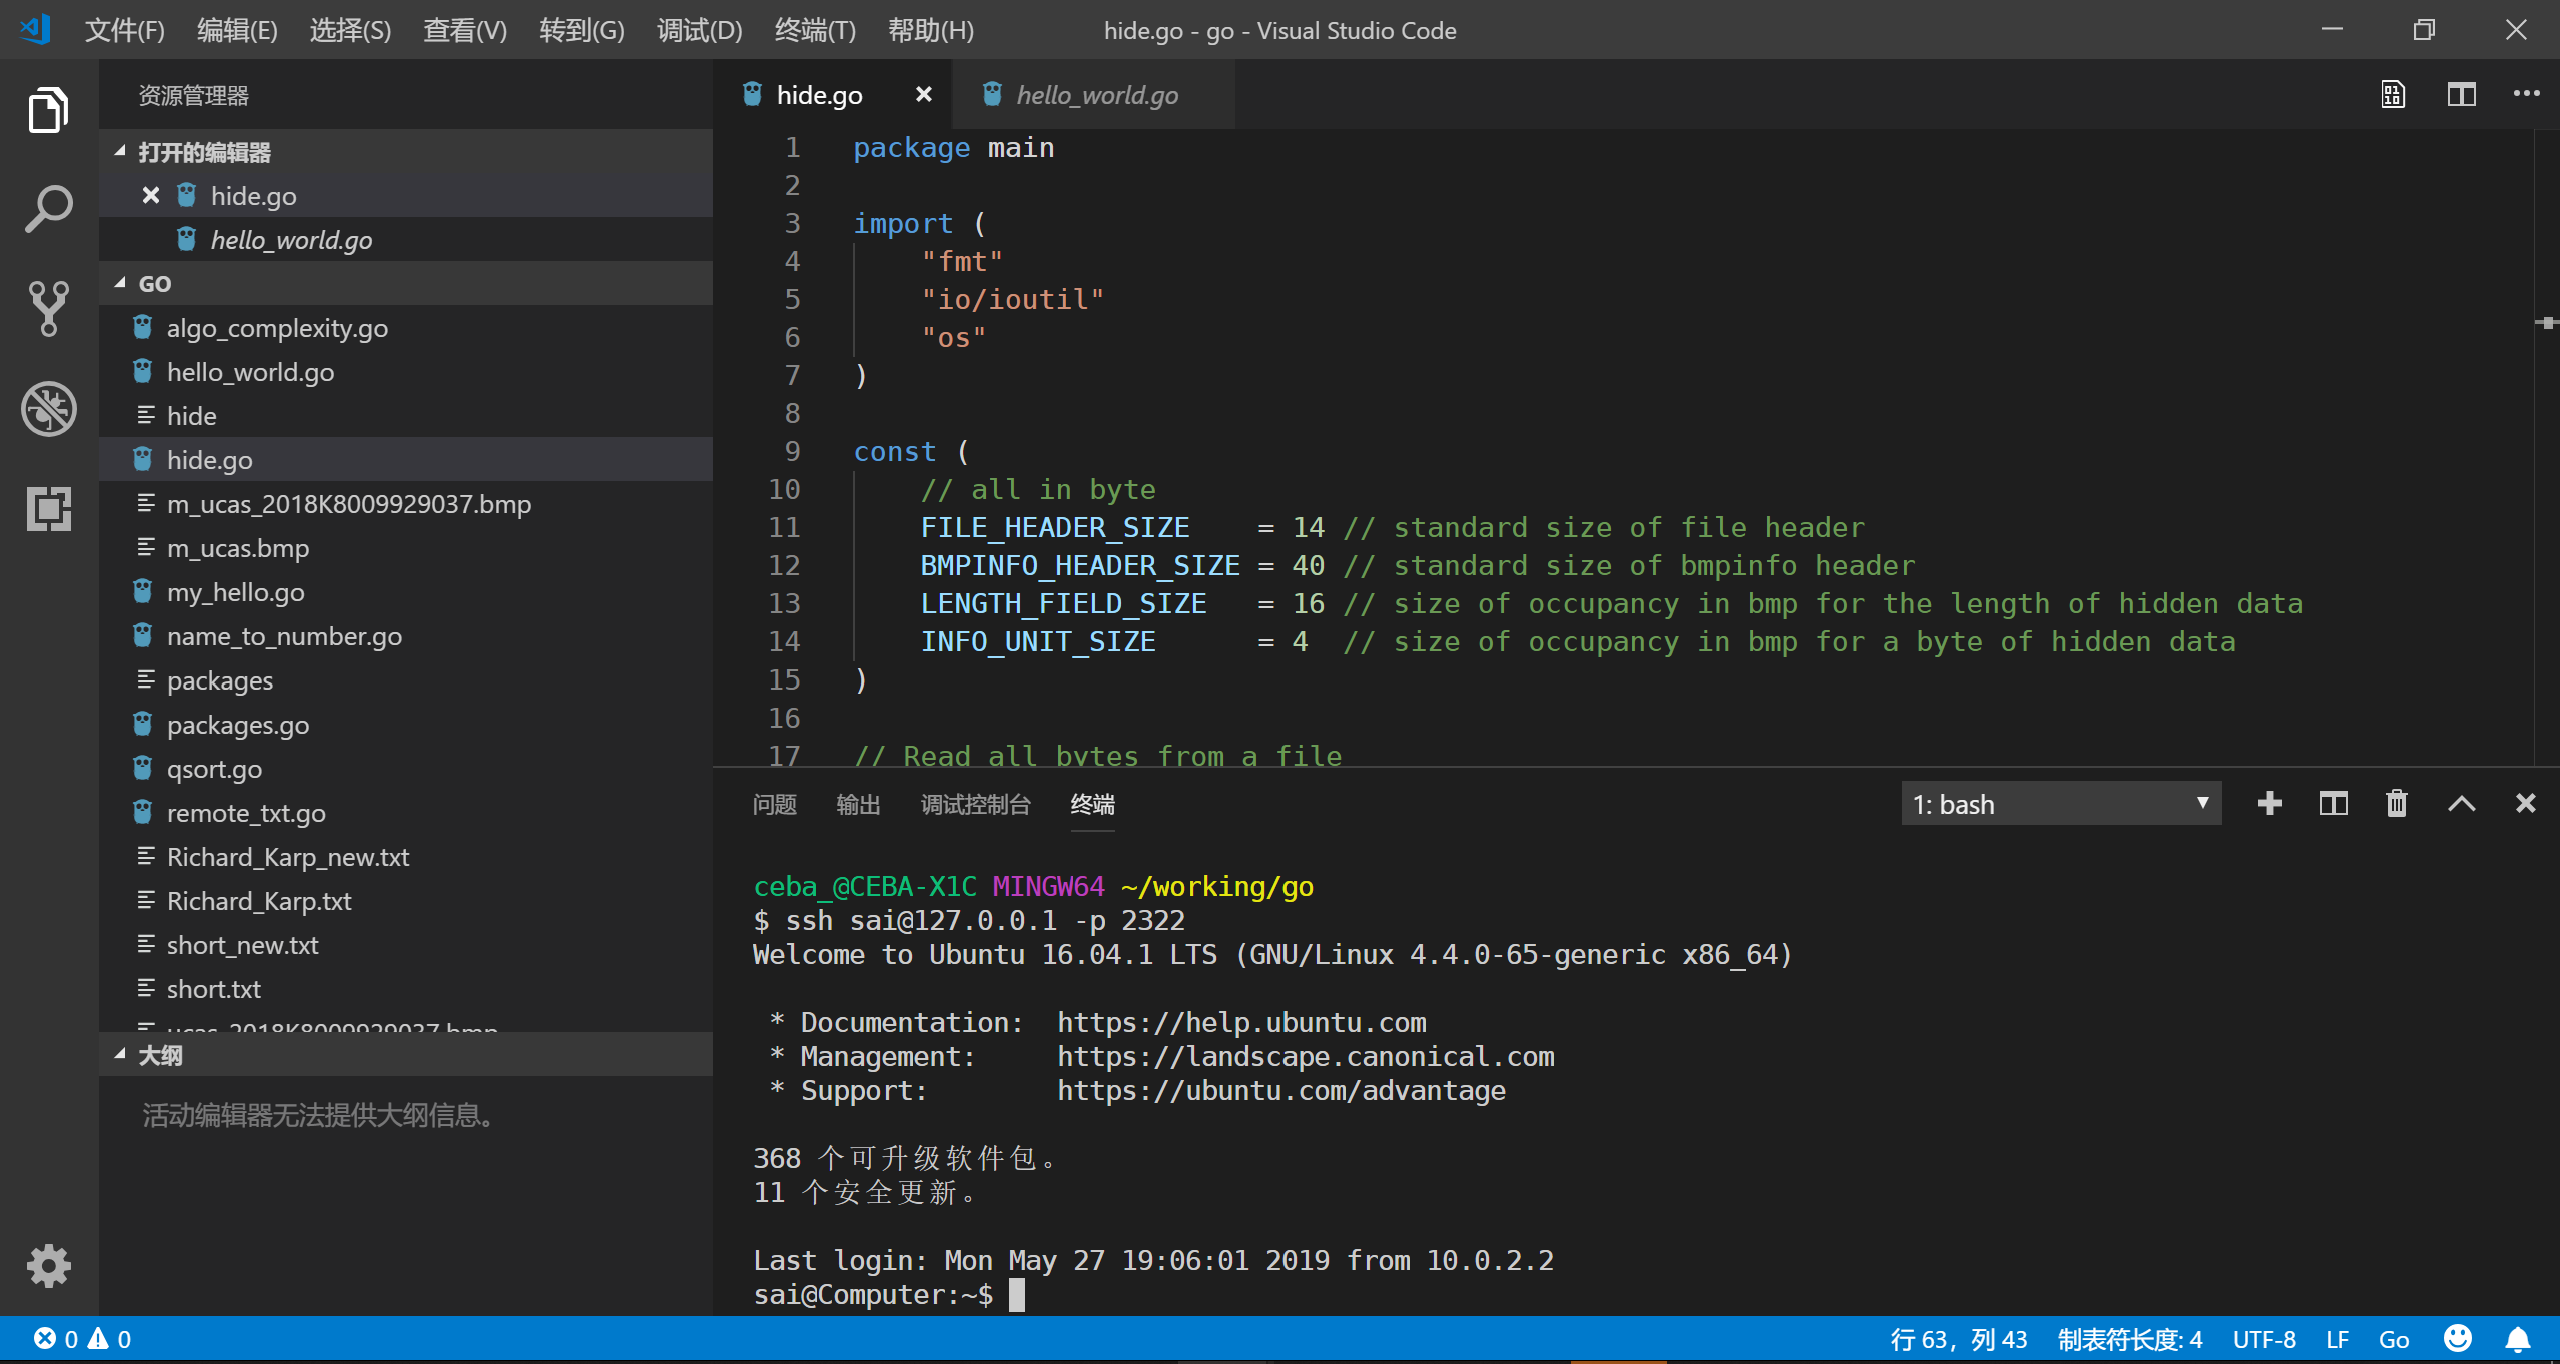 文件(F) 编辑(E) 选择(S) 查看(V) 转到(G) 调试(D) 终端(T) 帮助(H) hide.go - go - Visual Studio Code
资源管理器
打开的编辑器
hide.go
hello_world.go
GO
algo_complexity.go
hello_world.go
hide
hide.go
m_ucas_2018K8009929037.bmp
m_ucas.bmp
my_hello.go
name_to_number.go
packages
packages.go
qsort.go
remote_txt.go
Richard_Karp_new.txt
Richard_Karp.txt
short_new.txt
short.txt
ucas_2018K8009929037.bmp
大纲
活动编辑器无法提供大纲信息。
hide.go hello_world.go
1 package main
2
3 import (
4 "fmt"
5 "io/ioutil"
6 "os"
7 )
8
9 const (
10 // all in byte
11 FILE_HEADER_SIZE = 14 // standard size of file header
12 BMPINFO_HEADER_SIZE = 40 // standard size of bmpinfo header
13 LENGTH_FIELD_SIZE = 16 // size of occupancy in bmp for the length of hidden data
14 INFO_UNIT_SIZE = 4 // size of occupancy in bmp for a byte of hidden data
15 )
16
17 // Read all bytes from a file
问题 输出 调试控制台 终端 1: bash
ceba_@CEBA-X1C MINGW64 ~/working/go
$ ssh sai@127.0.0.1 -p 2322
Welcome to Ubuntu 16.04.1 LTS (GNU/Linux 4.4.0-65-generic x86_64)
* Documentation: https://help.ubuntu.com
* Management: https://landscape.canonical.com
* Support: https://ubuntu.com/advantage
368 个可升级软件包。
11 个安全更新。
Last login: Mon May 27 19:06:01 2019 from 10.0.2.2
sai@Computer:~$
0 0 行 63，列 43 制表符长度: 4 UTF-8 LF Go